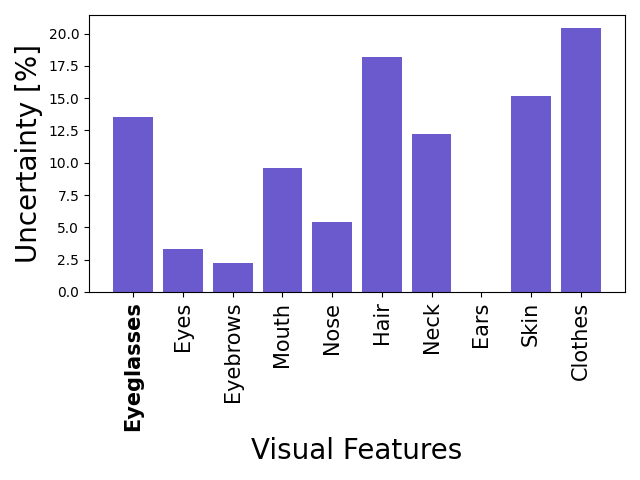 Uncertainty [%]
20.0
17.5
15.0
12.5
10.0
7.5
5.0
2.5
0.0
Eyeglasses
Eyes
Eyebrows
Mouth
Nose
Hair
Neck
Ears
Skin
Clothes
Visual Features